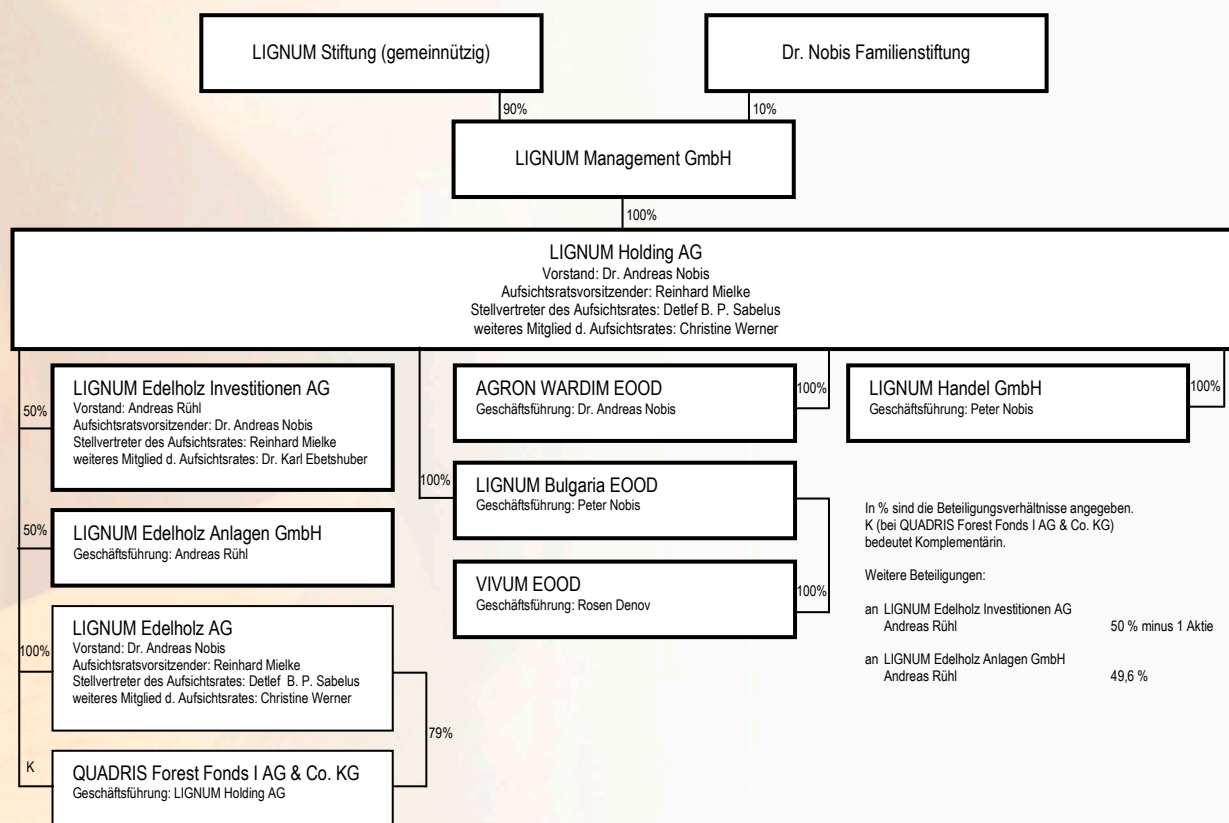 LIGNUM Stiftung (gemeinnützig)
Dr. Nobis Familienstiftung
90%
10%
LIGNUM Management GmbH
100%
LIGNUM Holding AG
Vorstand: Dr. Andreas Nobis
Aufsichtsratsvorsitzender: Reinhard Mielke
Stellvertreter des Aufsichtsrates: Detlef B. P. Sabelus
weiteres Mitglied d. Aufsichtsrates: Christine Werner
50%
LIGNUM Edelholz Investitionen AG
Vorstand: Andreas Rühl
Aufsichtsratsvorsitzender: Dr. Andreas Nobis
Stellvertreter des Aufsichtsrates: Reinhard Mielke
weiteres Mitglied d. Aufsichtsrates: Dr. Karl Ebetshuber
50%
LIGNUM Edelholz Anlagen GmbH
Geschäftsführung: Andreas Rühl
100%
LIGNUM Edelholz AG
Vorstand: Dr. Andreas Nobis
Aufsichtsratsvorsitzender: Reinhard Mielke
Stellvertreter des Aufsichtsrates: Detlef B. P. Sabelus
weiteres Mitglied d. Aufsichtsrates: Christine Werner
79%
K
QUADRIS Forest Fonds I AG & Co. KG
Geschäftsführung: LIGNUM Holding AG
AGRON WARDIM EOOD
Geschäftsführung: Dr. Andreas Nobis
100%
100%
LIGNUM Bulgaria EOOD
Geschäftsführung: Peter Nobis
VIVUM EOOD
Geschäftsführung: Rosen Denov
100%
LIGNUM Handel GmbH
Geschäftsführung: Peter Nobis
100%
In % sind die Beteiligungsverhältnisse angegeben.
K (bei QUADRIS Forest Fonds I AG & Co. KG)
bedeutet Komplementärin.
Weitere Beteiligungen:
an LIGNUM Edelholz Investitionen AG
Andreas Rühl 50 % minus 1 Aktie
an LIGNUM Edelholz Anlagen GmbH
Andreas Rühl 49,6 %